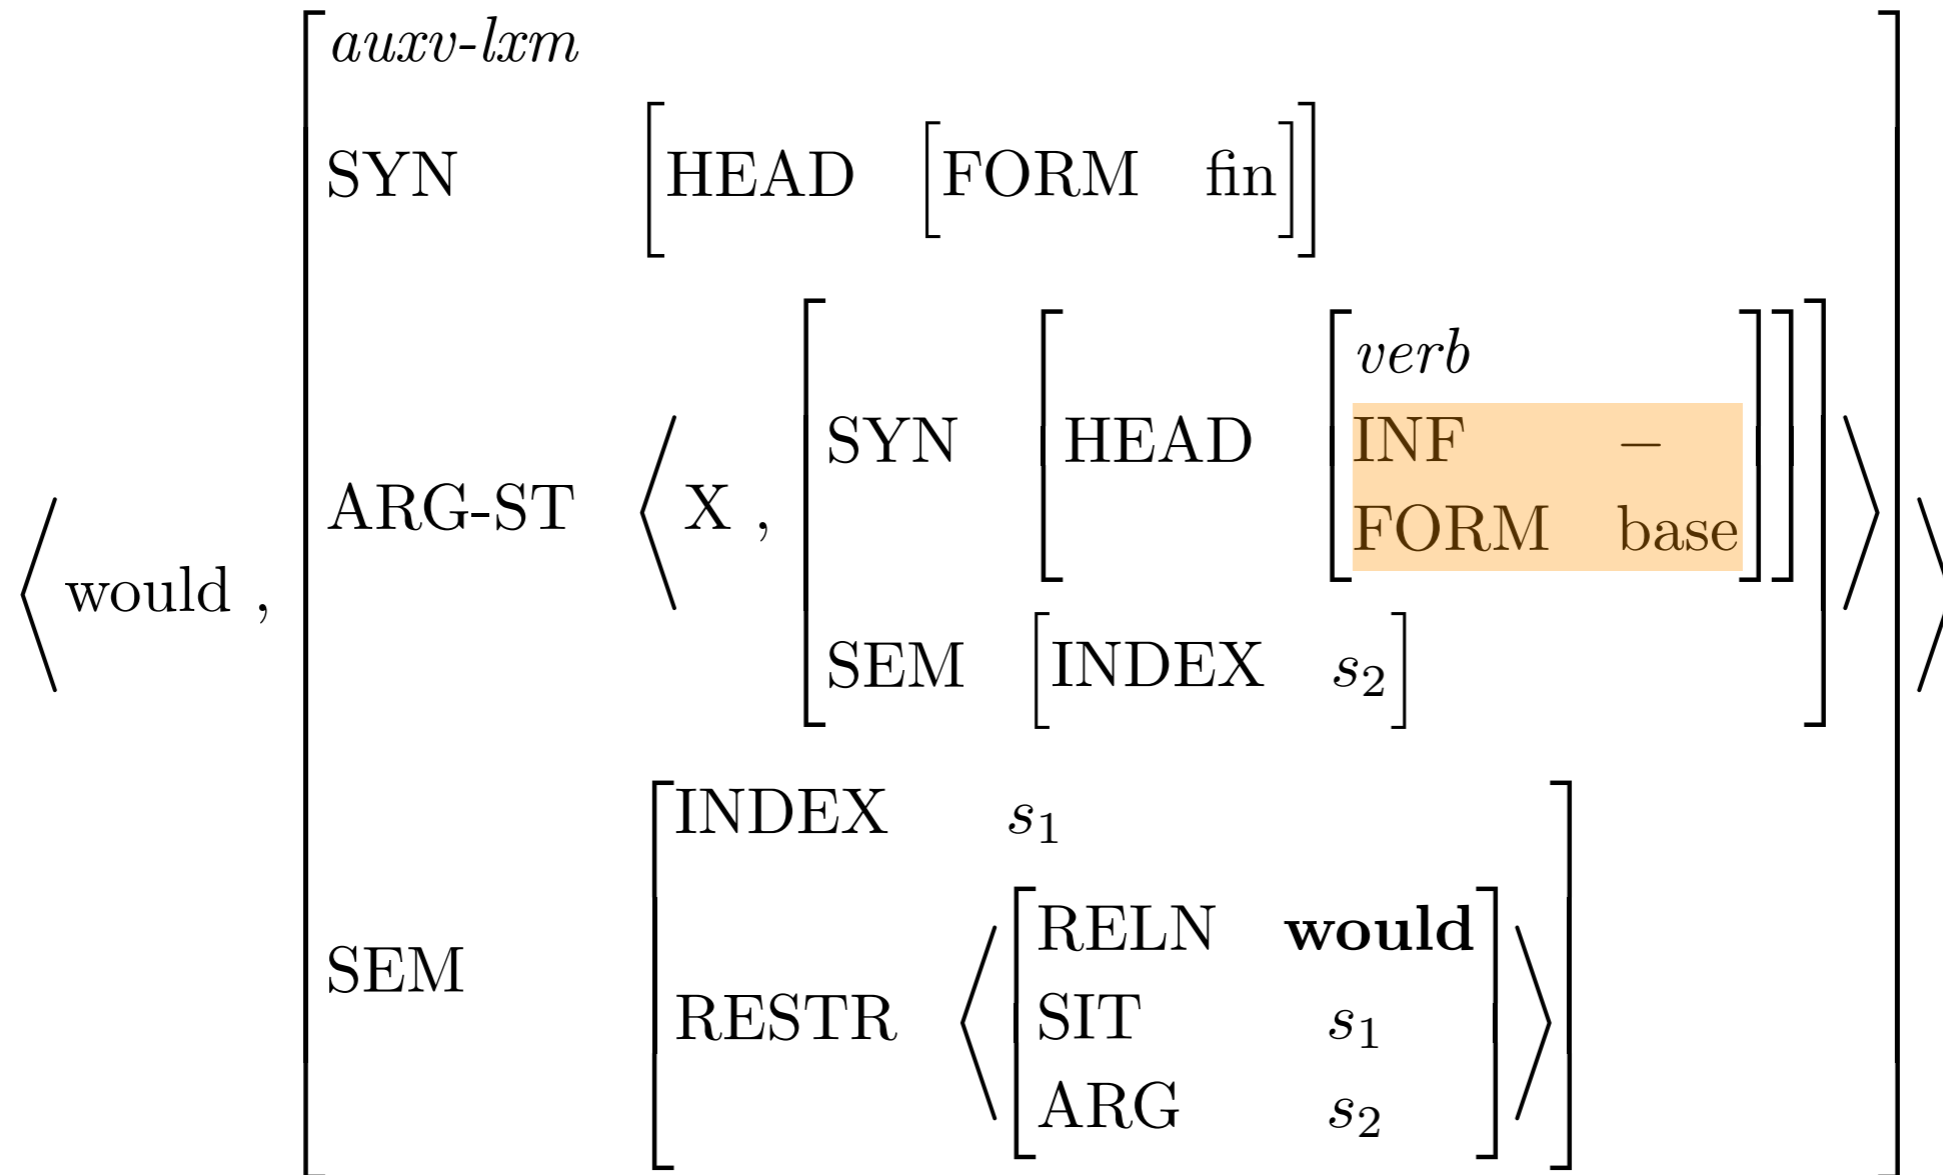 auxv-lxm
SYN [HEAD [FORM fin]]
verb
SYN [HEAD [INF −
ARG-ST ⟨ X , FORM base]]
⟨ would ,
SEM [INDEX s₂] ⟩
INDEX s₁
RELN would
SEM
RESTR ⟨ SIT s₁ ⟩
ARG s₂